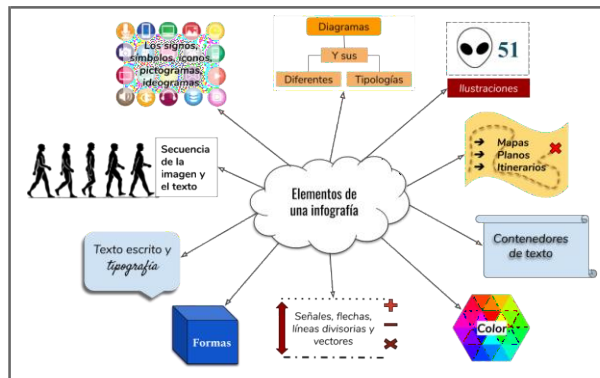 Los signos,
símbolos, íconos,
pictogramas,
ideogramas
Diagramas
Y sus
Diferentes
Tipologías
51
Ilustraciones
Secuencia
de la
imagen y
el texto
Elementos de
una infografía
Mapas
Planos
Itinerarios
Texto escrito y
tipografía
Contenedores
de texto
Formas
Señales, flechas,
líneas divisorias y
vectores
Color